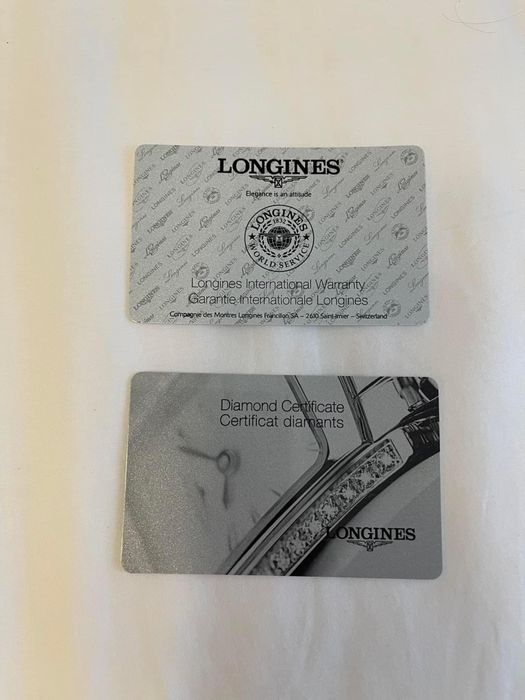 LONGINES
Elegance is an attitude
LONGINES
1832
WORLD SERVICE
Longines International Warranty
Garantie Internationale Longines
Compagnie des Montres Longines Francillon SA – 2610 Saint-Imier – Switzerland
Diamond Certificate
Certificat diamants
LONGINES